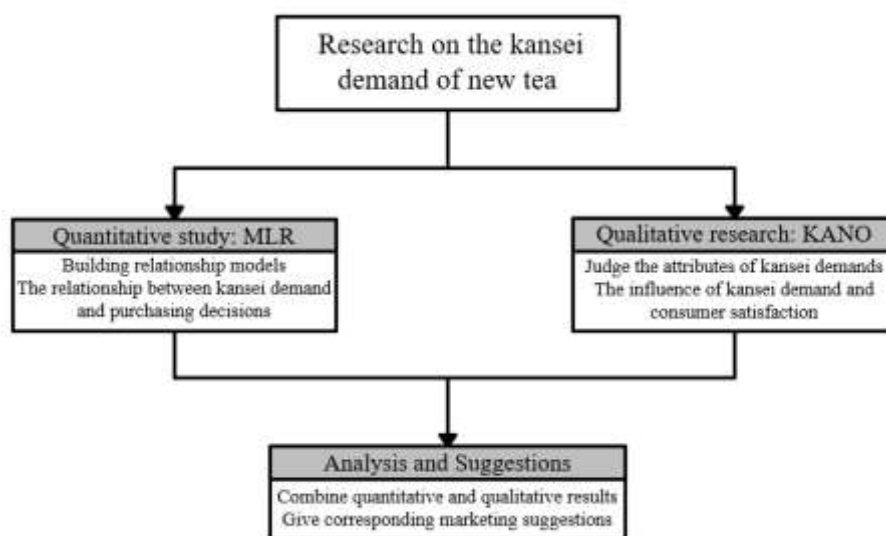 Research on the kansei
demand of new tea
Quantitative study: MLR
Building relationship models
The relationship between kansei demand
and purchasing decisions
Qualitative research: KANO
Judge the attributes of kansei demands
The influence of kansei demand and
consumer satisfaction
Analysis and Suggestions
Combine quantitative and qualitative results
Give corresponding marketing suggestions